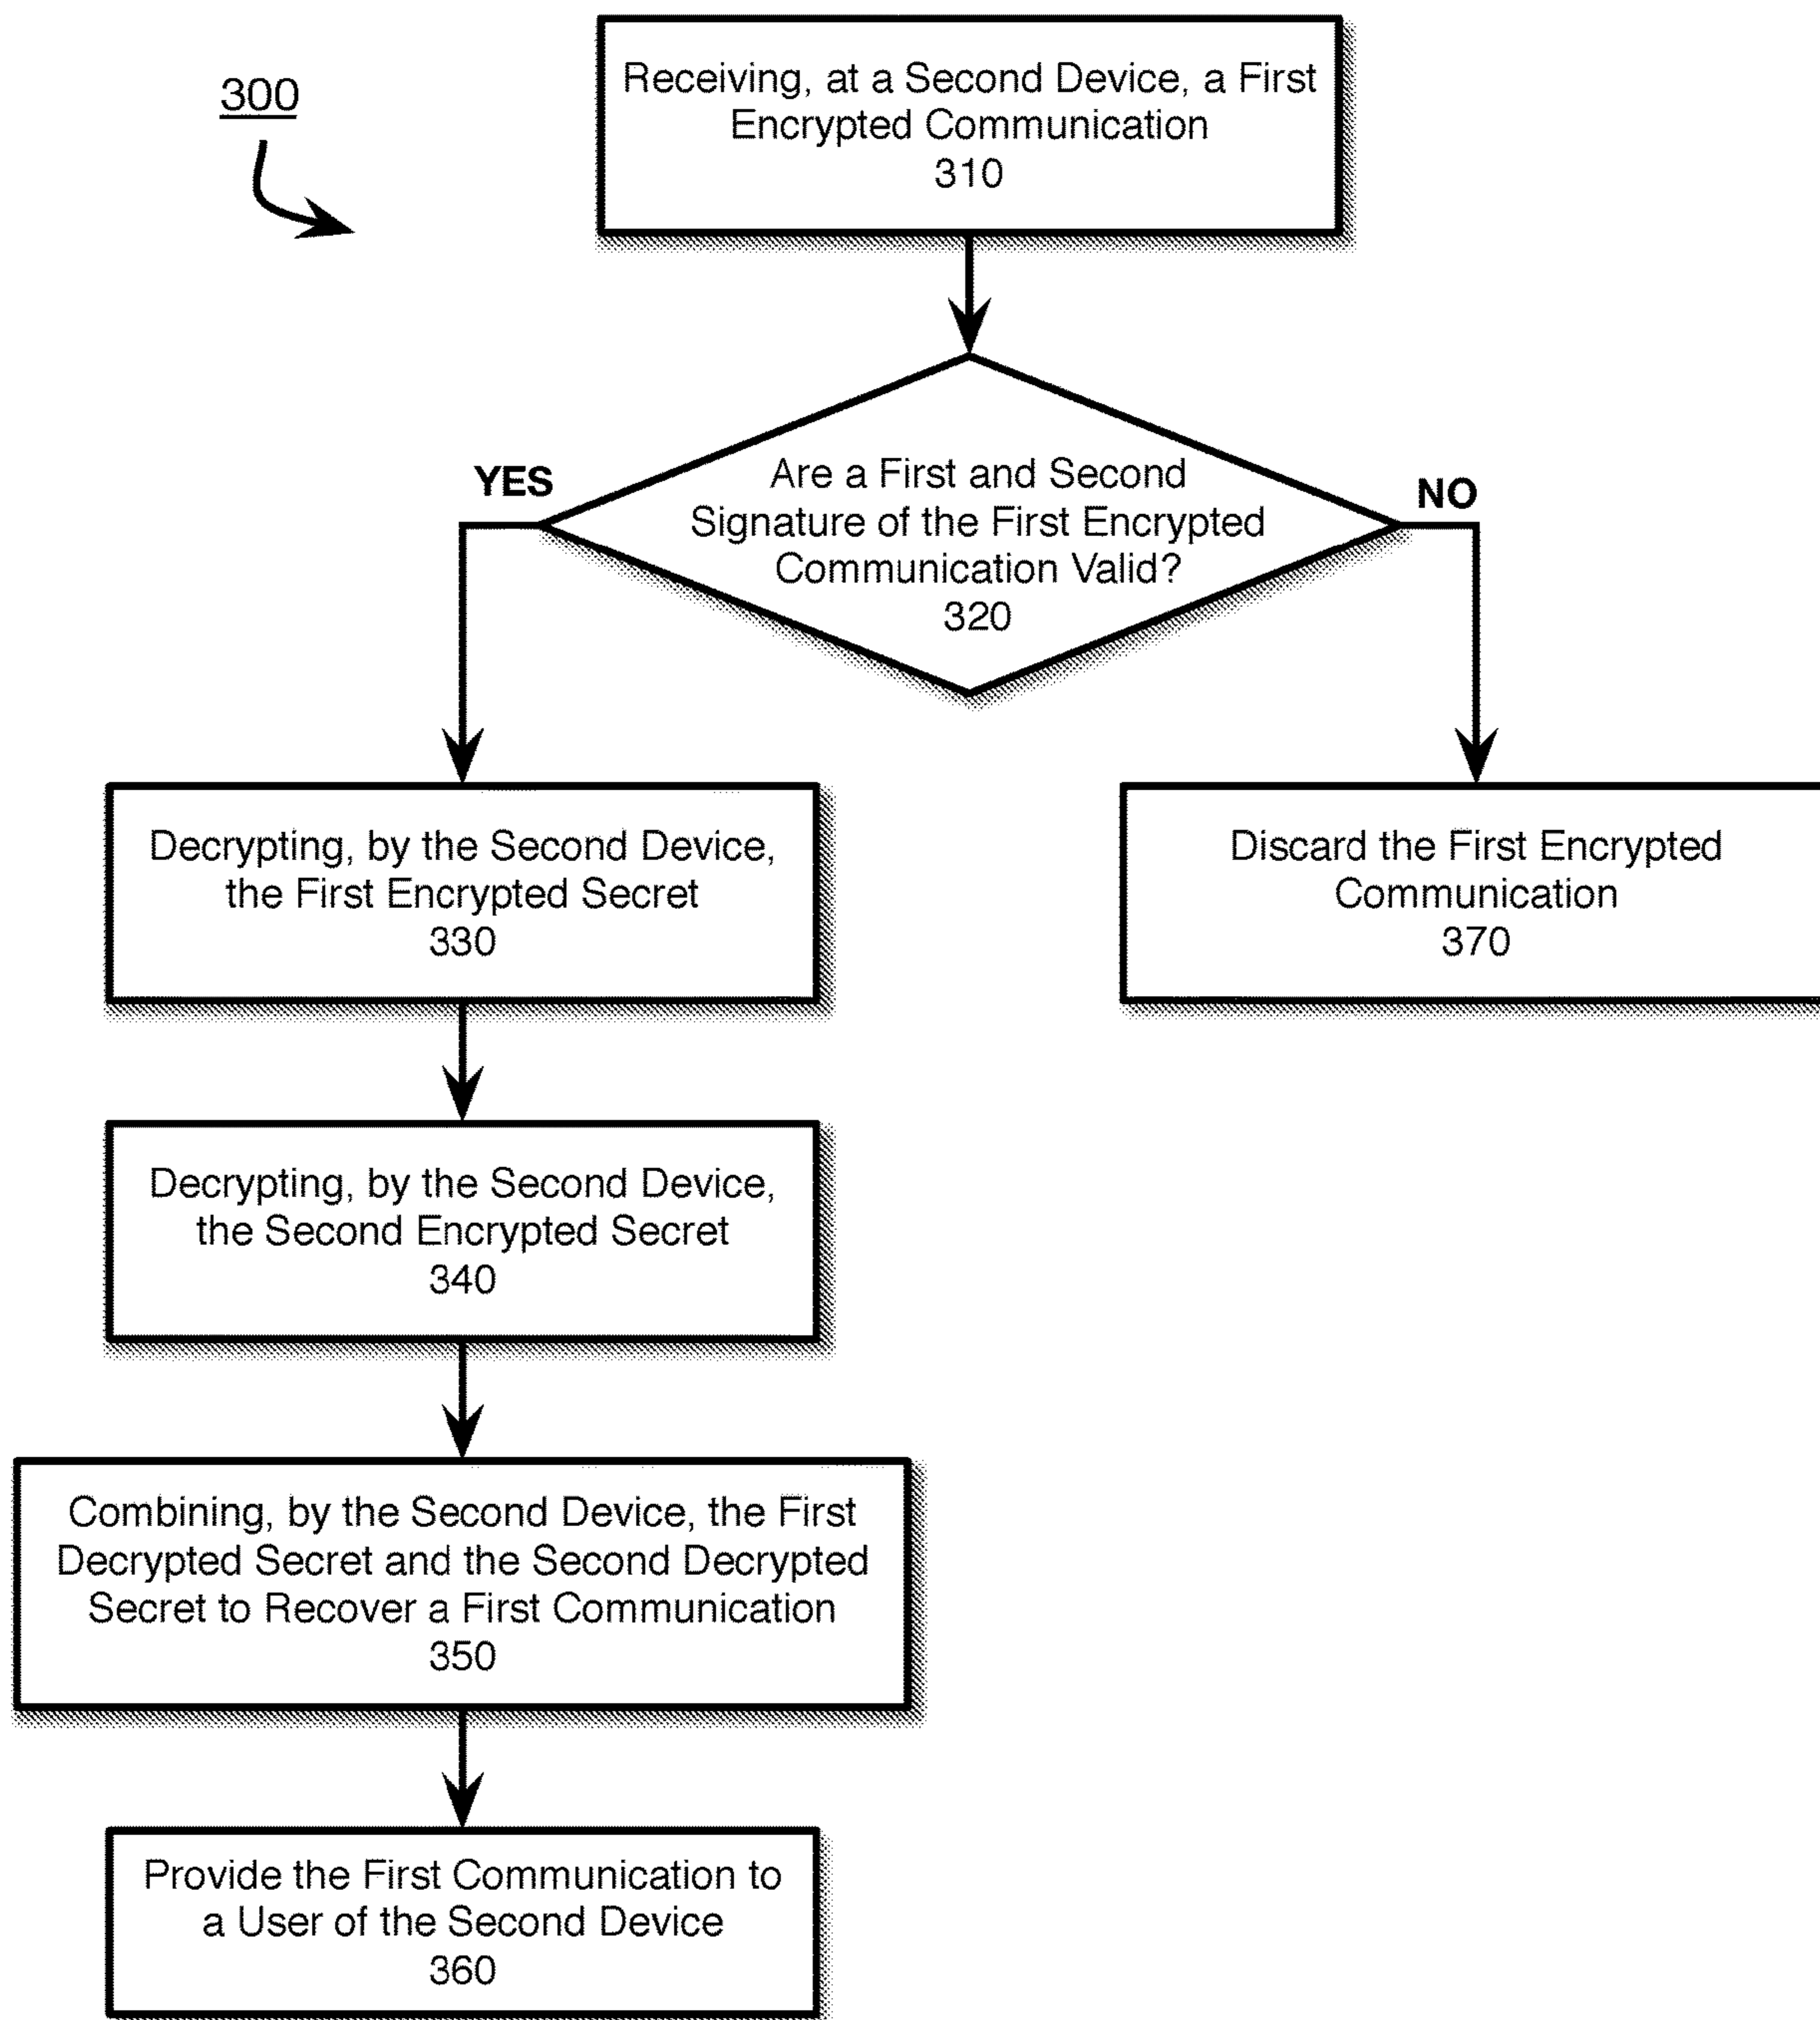 300
Receiving, at a Second Device, a First
Encrypted Communication
310
Are a First and Second
Signature of the First Encrypted
Communication Valid?
320
YES
NO
Decrypting, by the Second Device,
the First Encrypted Secret
330
Discard the First Encrypted
Communication
370
Decrypting, by the Second Device,
the Second Encrypted Secret
340
Combining, by the Second Device, the First
Decrypted Secret and the Second Decrypted
Secret to Recover a First Communication
350
Provide the First Communication to
a User of the Second Device
360